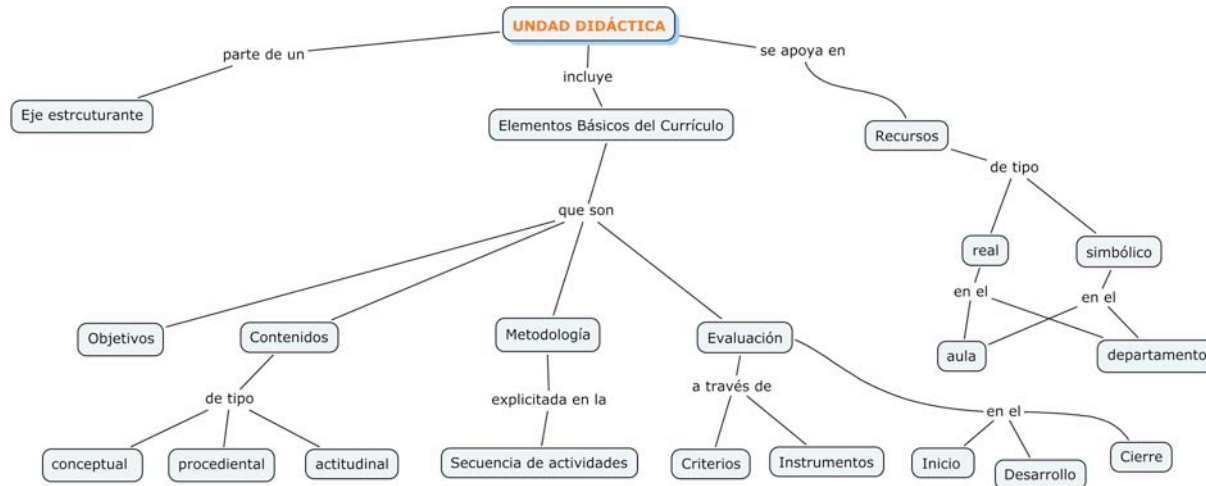 UNDAD DIDÁCTICA
parte de un
incluye
se apoya en
Eje estrcuturante
Elementos Básicos del Currículo
Recursos
de tipo
que son
real
simbólico
en el
en el
Objetivos
Contenidos
Metodología
Evaluación
aula
departamento
de tipo
explicitada en la
a través de
en el
conceptual
procediental
actitudinal
Secuencia de actividades
Criterios
Instrumentos
Inicio
Desarrollo
Cierre